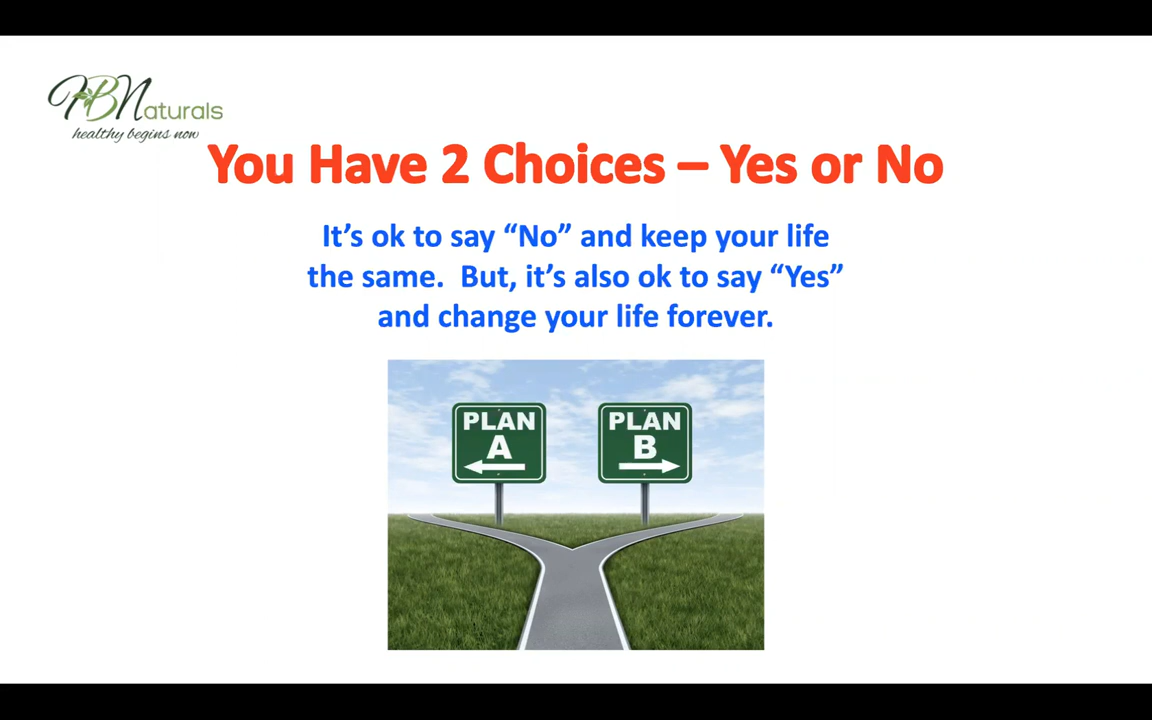 HBNaturals
healthy begins now
You Have 2 Choices – Yes or No
It’s ok to say “No” and keep your life
the same.  But, it’s also ok to say “Yes”
and change your life forever.
PLAN
A
PLAN
B